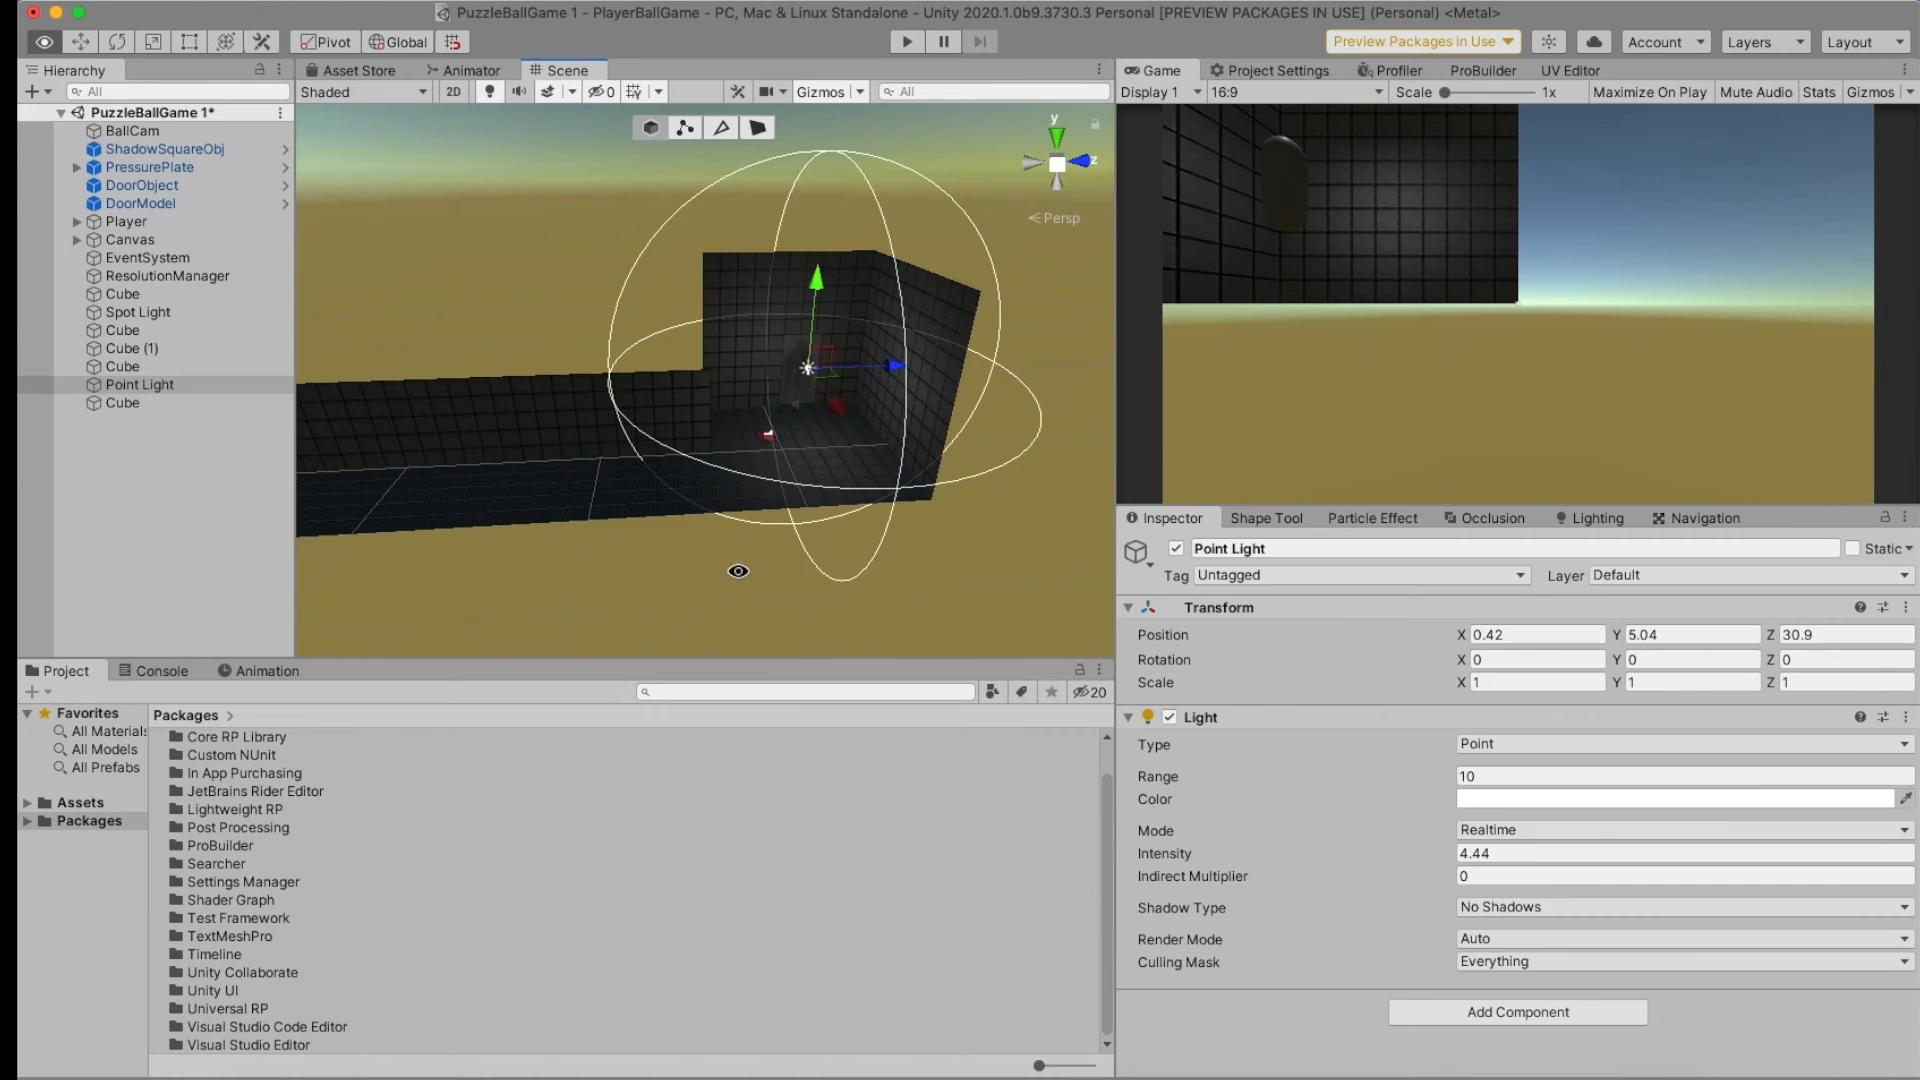 PuzzleBallGame 1 - PlayerBallGame - PC, Mac & Linux Standalone - Unity 2020.1.0b9.3730.3 Personal [PREVIEW PACKAGES IN USE] (Personal) <Metal>
Pivot Global Preview Packages in Use Account Layers Layout
Hierarchy
All
PuzzleBallGame 1*
BallCam
ShadowSquareObj
PressurePlate
DoorObject
DoorModel
Player
Canvas
EventSystem
ResolutionManager
Cube
Spot Light
Cube
Cube (1)
Cube
Point Light
Cube
Asset Store Animator Scene
Shaded 2D 0 Gizmos All
y
z
Persp
Game Project Settings Profiler ProBuilder UV Editor
Display 1 16:9 Scale 1x Maximize On Play Mute Audio Stats Gizmos
Inspector Shape Tool Particle Effect Occlusion Lighting Navigation
Point Light Static
Tag Untagged Layer Default
Transform
Position X 0.42 Y 5.04 Z 30.9
Rotation X 0 Y 0 Z 0
Scale X 1 Y 1 Z 1
Light
Type Point
Range 10
Color
Mode Realtime
Intensity 4.44
Indirect Multiplier 0
Shadow Type No Shadows
Render Mode Auto
Culling Mask Everything
Add Component
Project Console Animation
20
Favorites
All Materials
All Models
All Prefabs
Assets
Packages
Packages >
Core RP Library
Custom NUnit
In App Purchasing
JetBrains Rider Editor
Lightweight RP
Post Processing
ProBuilder
Searcher
Settings Manager
Shader Graph
Test Framework
TextMeshPro
Timeline
Unity Collaborate
Unity UI
Universal RP
Visual Studio Code Editor
Visual Studio Editor